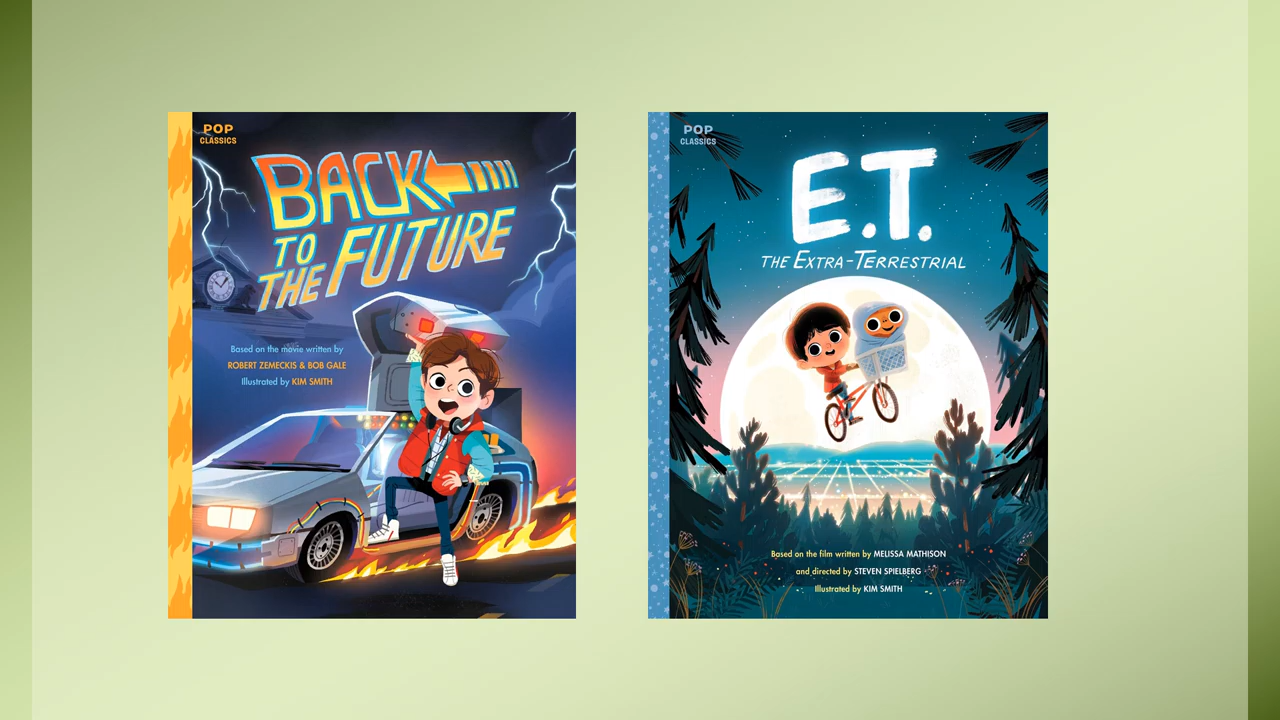 POP
CLASSICS
BACK
TO
THE FUTURE
Based on the movie written by
ROBERT ZEMECKIS & BOB GALE
Illustrated by KIM SMITH
POP
CLASSICS
E.T.
THE EXTRA-TERRESTRIAL
Based on the film written by MELISSA MATHISON
and directed by STEVEN SPIELBERG
Illustrated by KIM SMITH